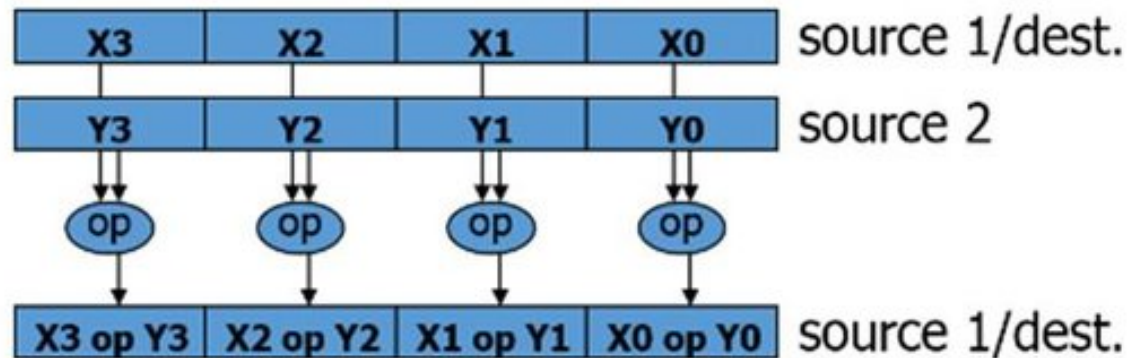 X3 X2 X1 X0 source 1/dest.
Y3 Y2 Y1 Y0 source 2
op op op op
X3 op Y3 X2 op Y2 X1 op Y1 X0 op Y0 source 1/dest.